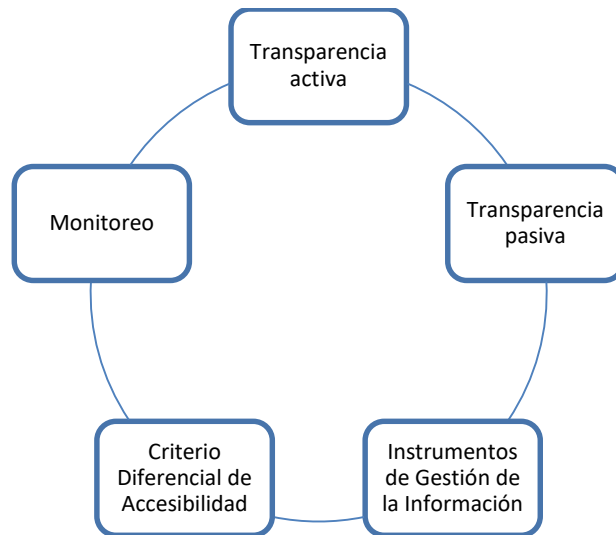 Transparencia
activa
Transparencia
pasiva
Instrumentos
de Gestión de
la Información
Criterio
Diferencial de
Accesibilidad
Monitoreo